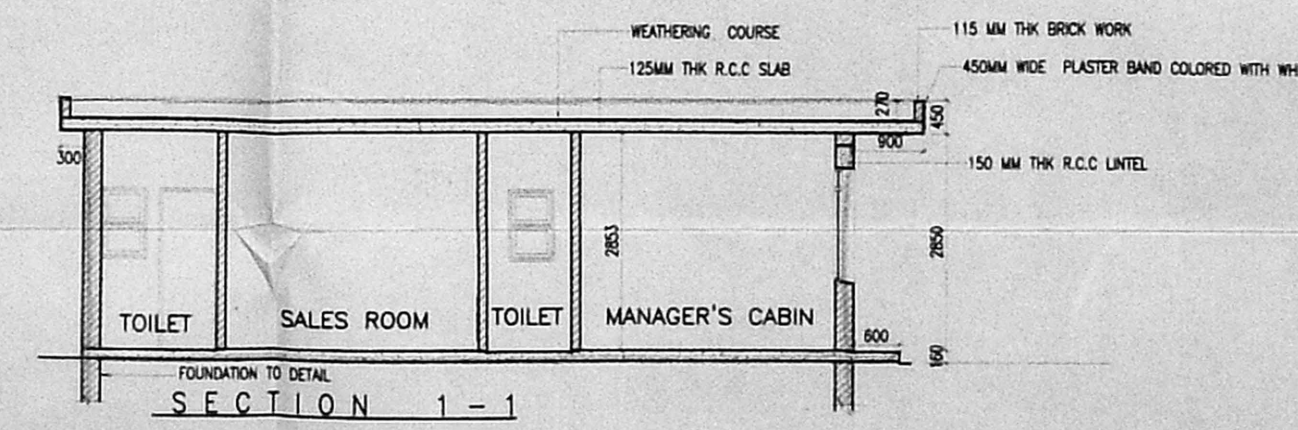 WEATHERING COURSE
115 MM THK BRICK WORK
125MM THK R.C.C SLAB
450MM WIDE PLASTER BAND COLORED WITH WH
270
450
900
300
150 MM THK R.C.C LINTEL
2853
2850
TOILET
SALES ROOM
TOILET
MANAGER'S CABIN
600
160
FOUNDATION TO DETAIL
SECTION 1-1